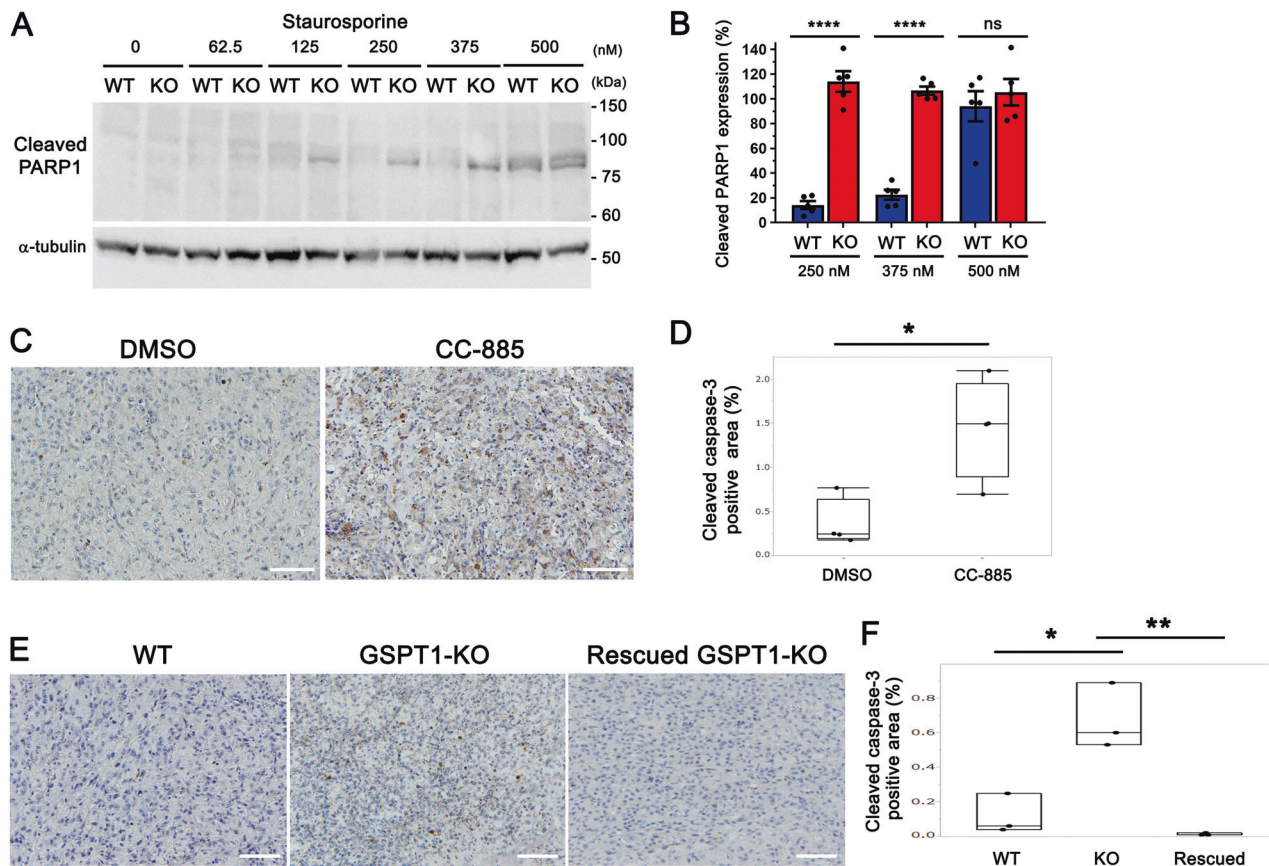 A
Staurosporine
0 62.5 125 250 375 500 (nM)
WT KO WT KO WT KO WT KO WT KO WT KO (kDa)
Cleaved
PARP1
- 150
- 100
- 75
- 60
α-tubulin
- 50
B
**** **** ns
Cleaved PARP1 expression (%)
140
120
100
80
60
40
20
0
WT KO WT KO WT KO
250 nM 375 nM 500 nM
C
DMSO CC-885
D
*
Cleaved caspase-3
positive area (%)
2.0
1.5
1.0
0.5
0.0
DMSO CC-885
E
WT GSPT1-KO Rescued GSPT1-KO
F
* **
Cleaved caspase-3
positive area (%)
0.8
0.6
0.4
0.2
0.0
WT KO Rescued